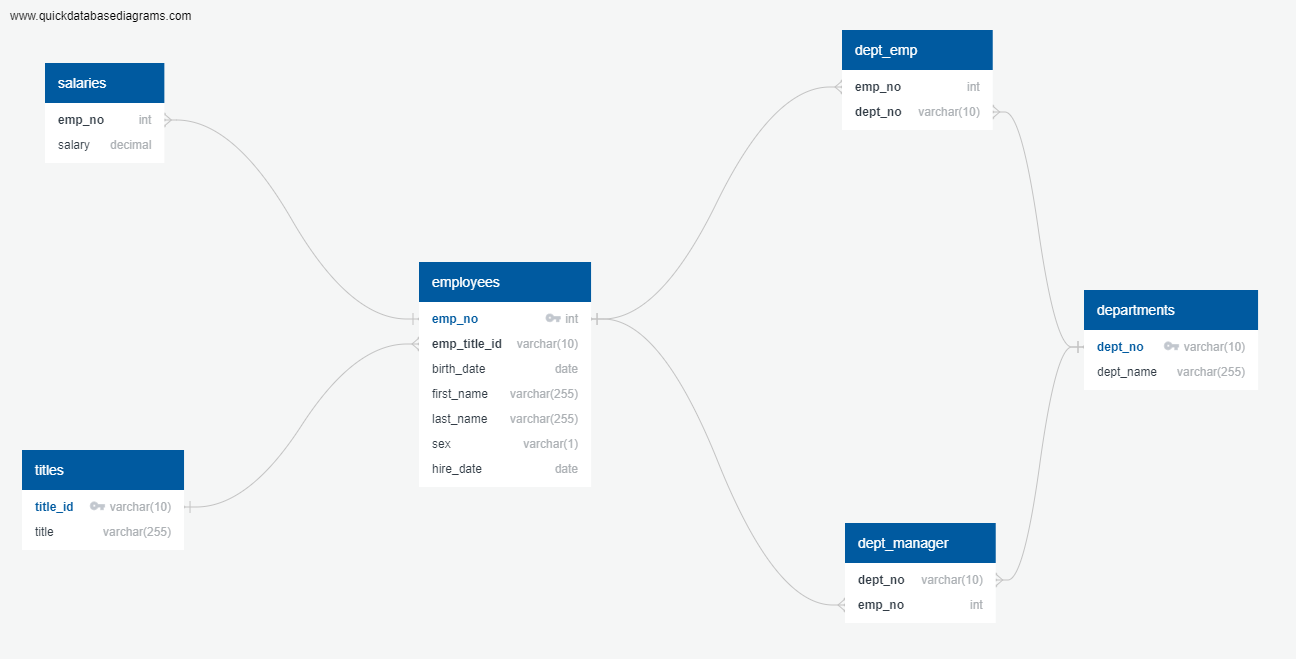 www.quickdatabasediagrams.com
salaries
emp_no int
salary decimal
dept_emp
emp_no int
dept_no varchar(10)
employees
emp_no int
emp_title_id varchar(10)
birth_date date
first_name varchar(255)
last_name varchar(255)
sex varchar(1)
hire_date date
departments
dept_no varchar(10)
dept_name varchar(255)
titles
title_id varchar(10)
title varchar(255)
dept_manager
dept_no varchar(10)
emp_no int